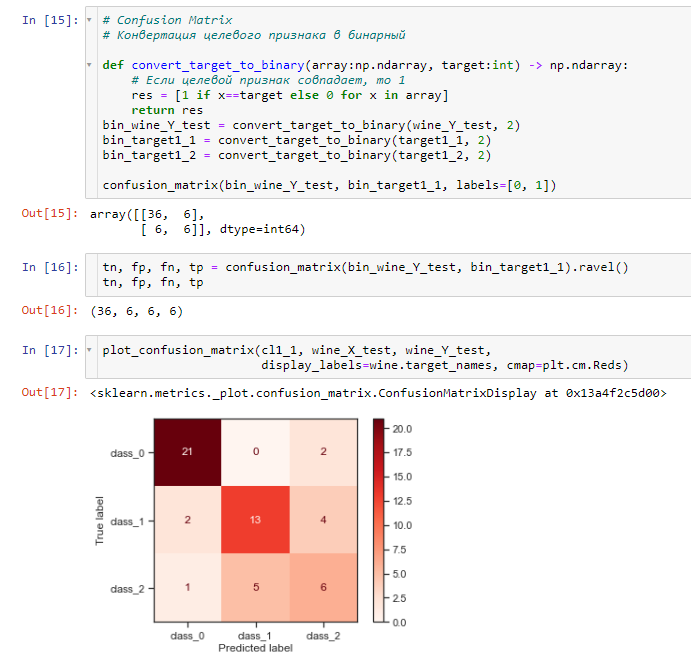 In [15]:
# Confusion Matrix
# Конвертация целевого признака в бинарный
def convert_target_to_binary(array:np.ndarray, target:int) -> np.ndarray:
# Если целевой признак совпадает, то 1
res = [1 if x==target else 0 for x in array]
return res
bin_wine_Y_test = convert_target_to_binary(wine_Y_test, 2)
bin_target1_1 = convert_target_to_binary(target1_1, 2)
bin_target1_2 = convert_target_to_binary(target1_2, 2)
confusion_matrix(bin_wine_Y_test, bin_target1_1, labels=[0, 1])
Out[15]: array([[36, 6],
[ 6, 6]], dtype=int64)
In [16]: tn, fp, fn, tp = confusion_matrix(bin_wine_Y_test, bin_target1_1).ravel()
tn, fp, fn, tp
Out[16]: (36, 6, 6, 6)
In [17]: plot_confusion_matrix(cl1_1, wine_X_test, wine_Y_test,
display_labels=wine.target_names, cmap=plt.cm.Reds)
Out[17]: <sklearn.metrics._plot.confusion_matrix.ConfusionMatrixDisplay at 0x13a4f2c5d00>
class_0 21 0 2
class_1 2 13 4
class_2 1 5 6
True label
class_0 class_1 class_2
Predicted label
20.0
17.5
15.0
12.5
10.0
7.5
5.0
2.5
0.0